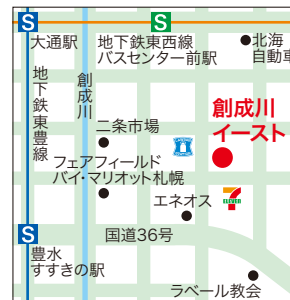 S
S
大通駅
地下鉄東西線
バスセンター前駅
北海
自動車
地下鉄東豊線
創成川
創成川
イースト
二条市場
フェアフィールド
バイ・マリオット札幌
エネオス
7
ELEVEN
S
国道36号
豊水
すすきの駅
ラベール教会